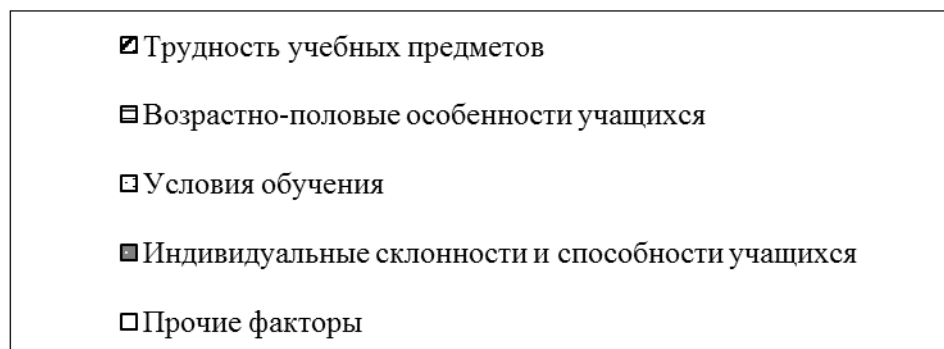 Трудность учебных предметов
Возрастно-половые особенности учащихся
Условия обучения
Индивидуальные склонности и способности учащихся
Прочие факторы